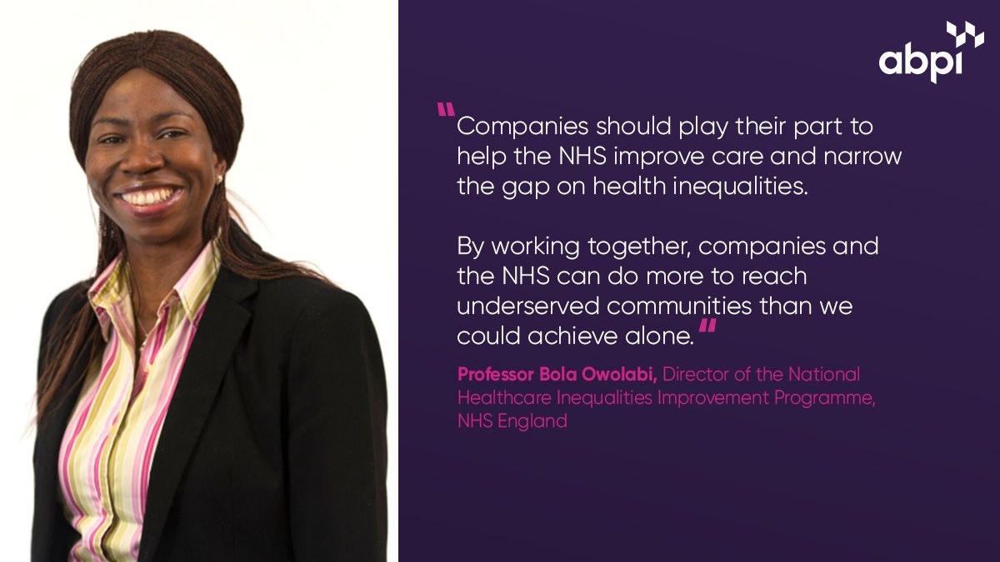 abpi
“Companies should play their part to
help the NHS improve care and narrow
the gap on health inequalities.
By working together, companies and
the NHS can do more to reach
underserved communities than we
could achieve alone.”
Professor Bola Owolabi, Director of the National
Healthcare Inequalities Improvement Programme,
NHS England